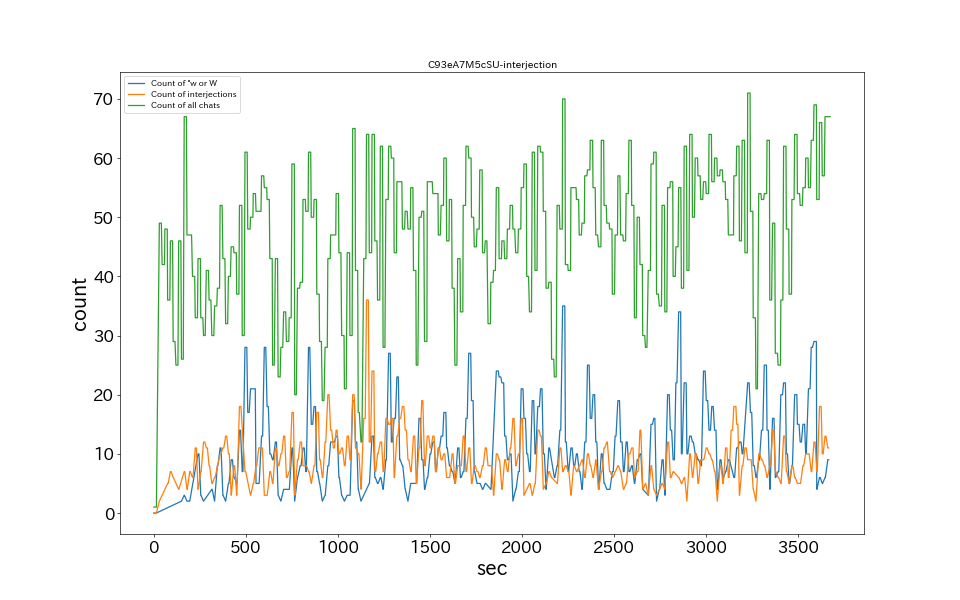 C93eA7M5cSU-interjection
Count of "w or W
Count of interjections
Count of all chats
70
60
50
40
30
20
10
0
count
0 500 1000 1500 2000 2500 3000 3500
sec